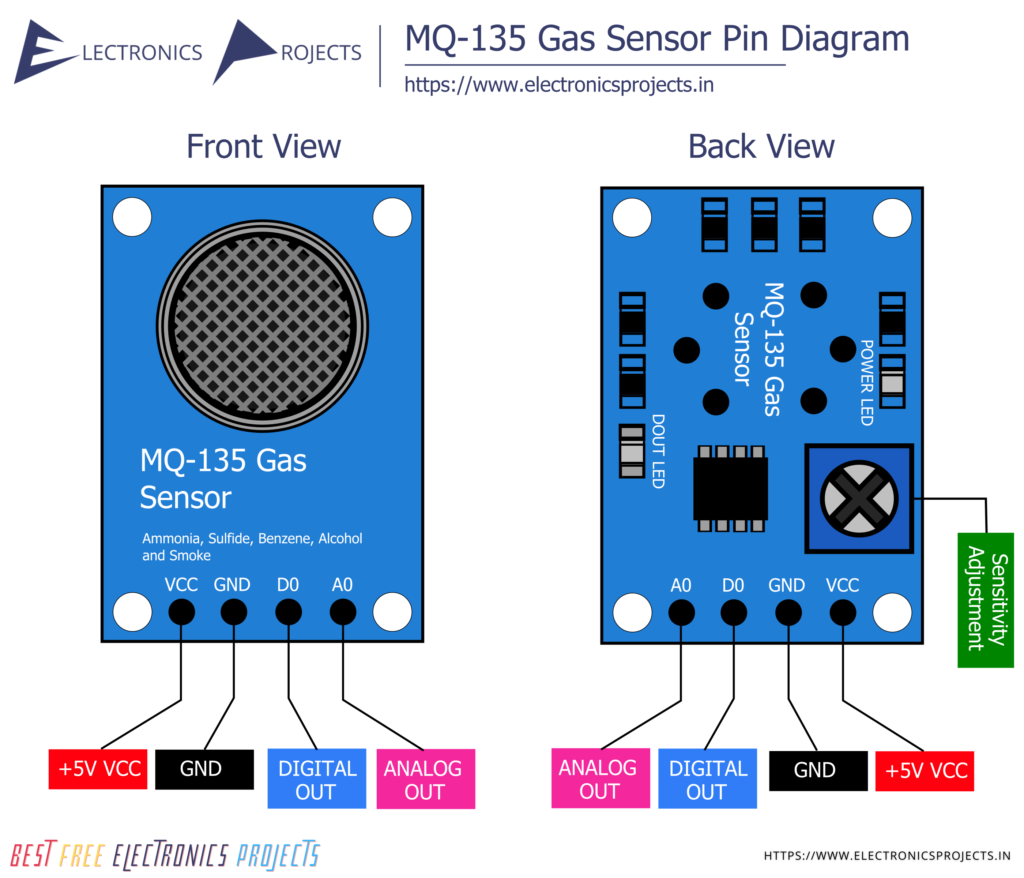 ELECTRONICS PROJECTS
MQ-135 Gas Sensor Pin Diagram
https://www.electronicsprojects.in
Front View
MQ-135 Gas
Sensor
Ammonia, Sulfide, Benzene, Alcohol
and Smoke
VCC GND D0 A0
+5V VCC
GND
DIGITAL
OUT
ANALOG
OUT
Back View
MQ-135 Gas
Sensor
POWER LED
DOUT LED
Sensitivity
Adjustment
A0 D0 GND VCC
ANALOG
OUT
DIGITAL
OUT
GND
+5V VCC
BEST FREE ELECTRONICS PROJECTS
HTTPS://WWW.ELECTRONICSPROJECTS.IN